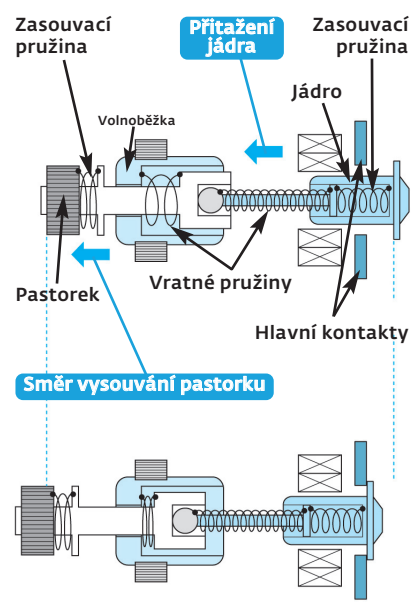 Zasouvací
pružina
Přitažení
jádra
Zasouvací
pružina
Jádro
Volnoběžka
Pastorek
Vratné pružiny
Hlavní kontakty
Směr vysouvání pastorku